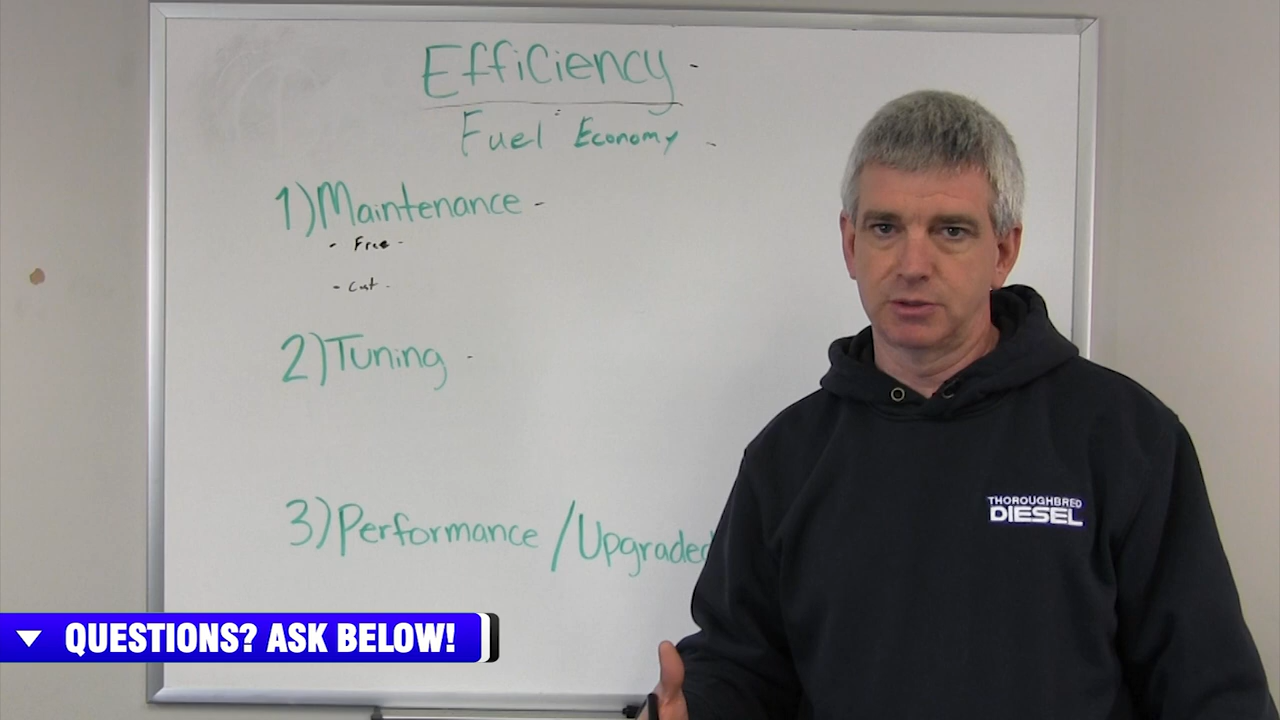 Efficiency -
Fuel Economy -
1) Maintenance -
- Free -
- Cost -
2) Tuning -
3) Performance / Upgraded
THOROUGHBRED
DIESEL
QUESTIONS? ASK BELOW!